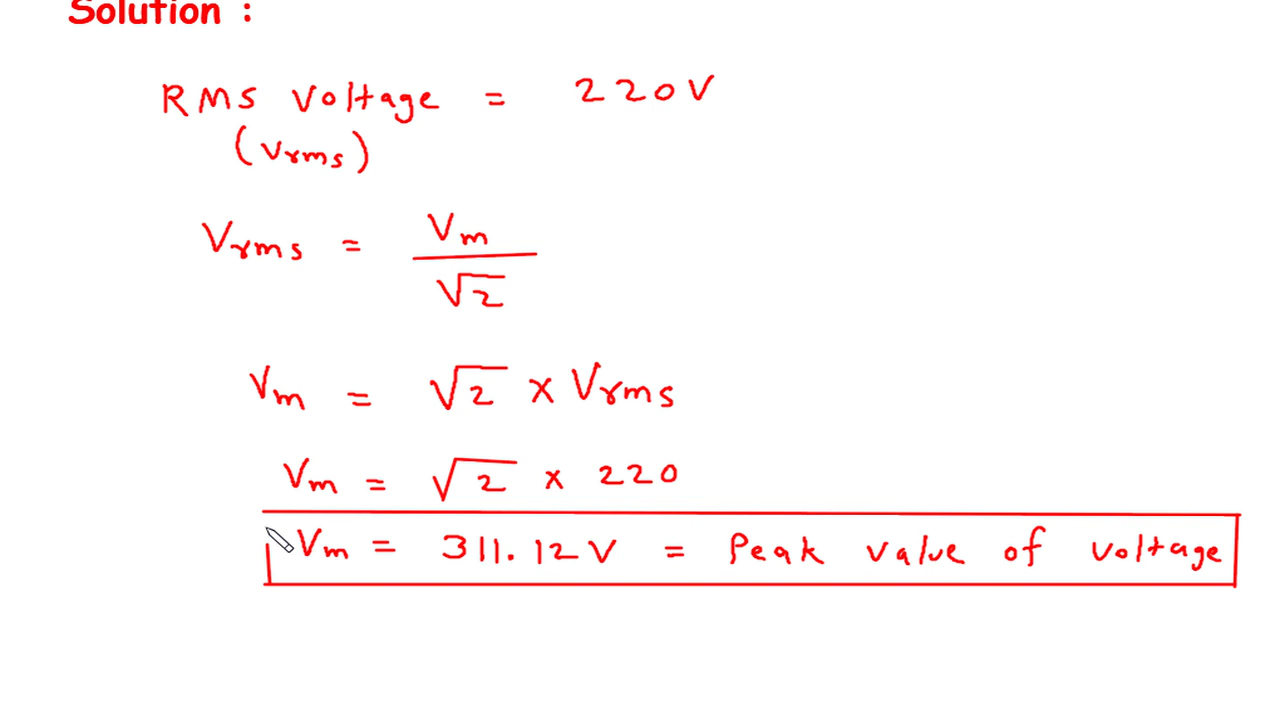 Solution :
RMS Voltage = 220V
(Vrms)
Vrms = Vm / √2
Vm = √2 × Vrms
Vm = √2 × 220
Vm = 311.12V = Peak value of voltage